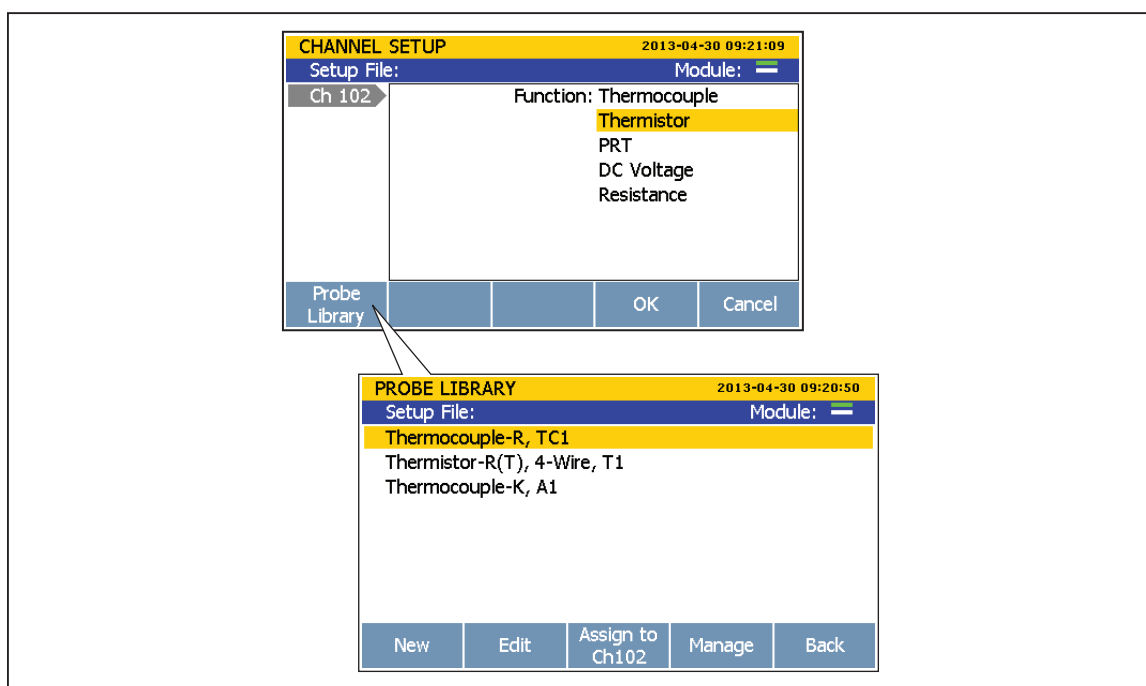 CHANNEL SETUP 2013-04-30 09:21:09
Setup File: Module:
Ch 102 Function: Thermocouple
Thermistor
PRT
DC Voltage
Resistance
Probe Library OK Cancel
PROBE LIBRARY 2013-04-30 09:20:50
Setup File: Module:
Thermocouple-R, TC1
Thermistor-R(T), 4-Wire, T1
Thermocouple-K, A1
New Edit Assign to Ch102 Manage Back